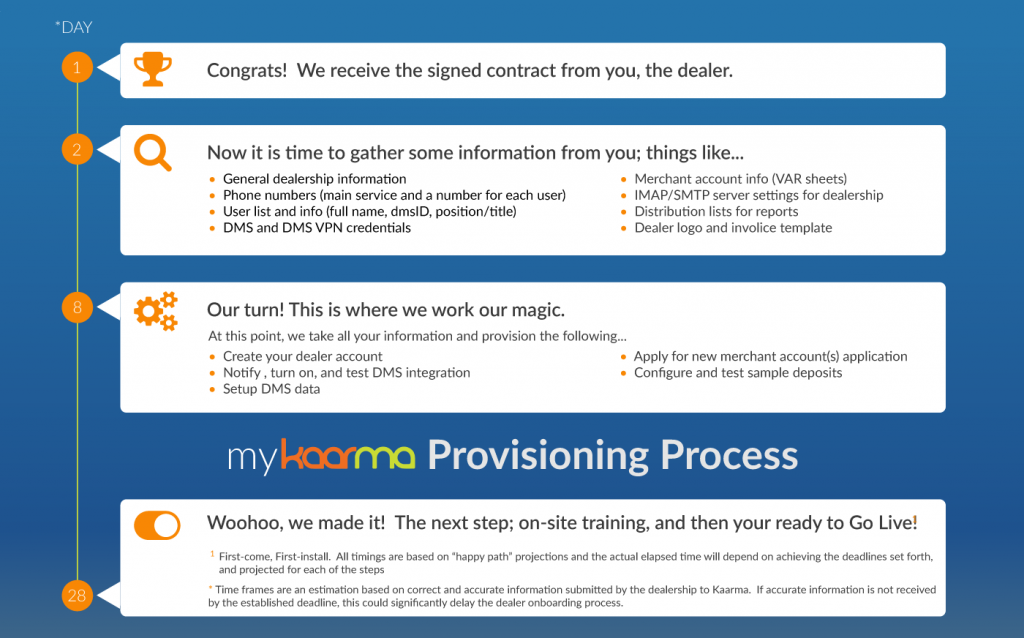 *DAY
1
Congrats!  We receive the signed contract from you, the dealer.
2
Now it is time to gather some information from you; things like...
• General dealership information
• Phone numbers (main service and a number for each user)
• User list and info (full name, dmsID, position/title)
• DMS and DMS VPN credentials
• Merchant account info (VAR sheets)
• IMAP/SMTP server settings for dealership
• Distribution lists for reports
• Dealer logo and involice template
8
Our turn! This is where we work our magic.
At this point, we take all your information and provision the following...
• Create your dealer account
• Notify , turn on, and test DMS integration
• Setup DMS data
• Apply for new merchant account(s) application
• Configure and test sample deposits
mykaarma Provisioning Process
Woohoo, we made it!  The next step; on-site training, and then your ready to Go Live!
1 First-come, First-install.  All timings are based on “happy path” projections and the actual elapsed time will depend on achieving the deadlines set forth,
and projected for each of the steps
28
* Time frames are an estimation based on correct and accurate information submitted by the dealership to Kaarma.  If accurate information is not received
by the established deadline, this could significantly delay the dealer onboarding process.